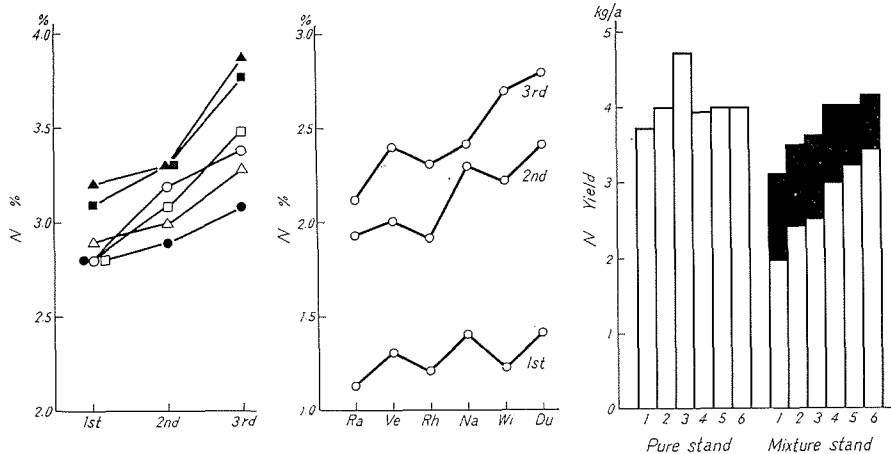 %
4.0
3.5
3.0
2.5
2.0
N %
1st 2nd 3rd
%
3.0
2.5
2.0
1.5
1.0
N %
3rd
2nd
1st
Ra Ve Rh Na Wi Du
kg/a
5
4
3
2
1
0
N Yield
1 2 3 4 5 6 1 2 3 4 5 6
Pure stand Mixture stand